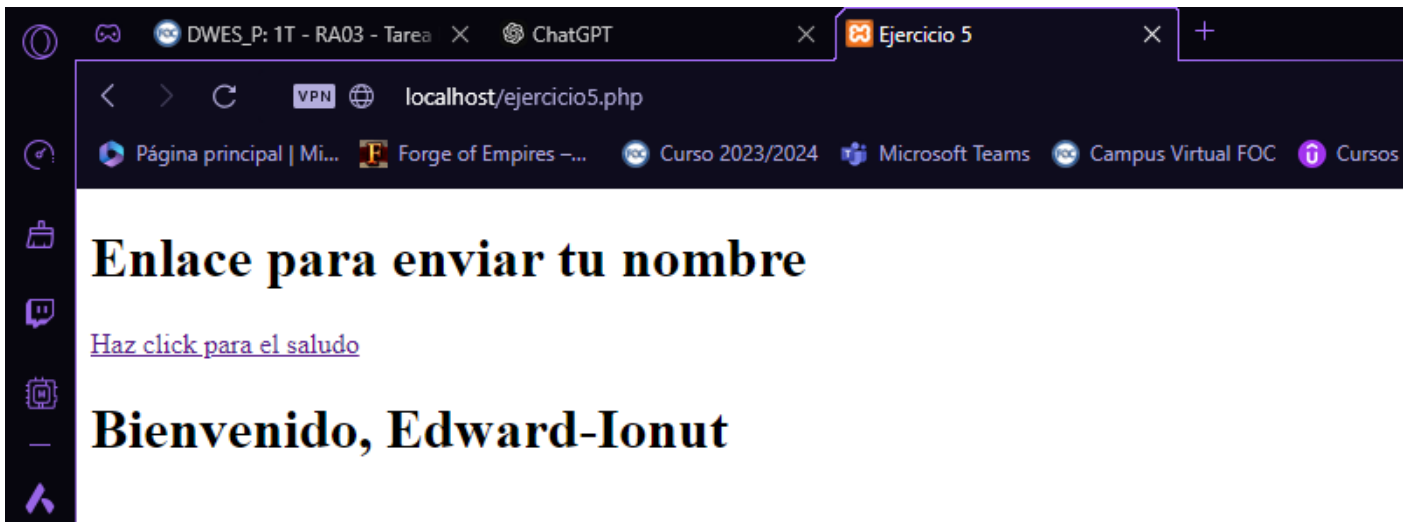 DWES_P: 1T - RA03 - Tarea
ChatGPT
Ejercicio 5
VPN
localhost/ejercicio5.php
Página principal | Mi...
Forge of Empires –...
Curso 2023/2024
Microsoft Teams
Campus Virtual FOC
Cursos
Enlace para enviar tu nombre
Haz click para el saludo
Bienvenido, Edward-Ionut